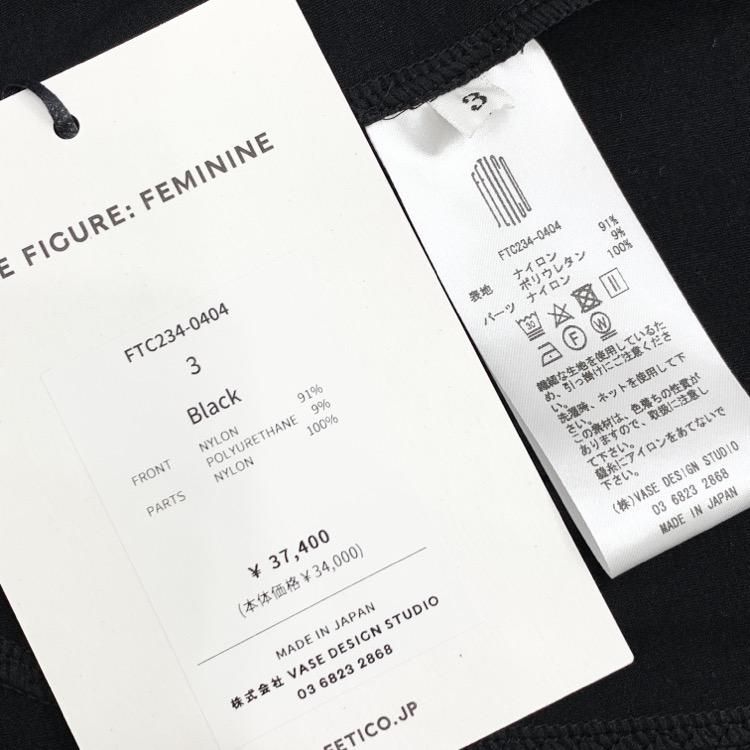 E FIGURE: FEMININE
FTC234-0404
3
Black
FRONT NYLON 91%
POLYURETHANE 9%
PARTS NYLON 100%
¥ 37,400
(本体価格¥34,000)
MADE IN JAPAN
株式会社 VASE DESIGN STUDIO
03 6823 2868
FETICO.JP
3
FETICO
FTC234-0404
表地 ナイロン 91%
ポリウレタン 9%
パーツ ナイロン 100%
30
F
W
繊細な生地を使用しているた
め、引っ掛けにご注意くださ
い。
洗濯時、ネットを使用して下
さい。
この素材は、色落ちの性質が
ありますので、取扱に注意し
て下さい。
縫糸にアイロンをあてないで
下さい。
(株)VASE DESIGN STUDIO
03 6823 2868
MADE IN JAPAN